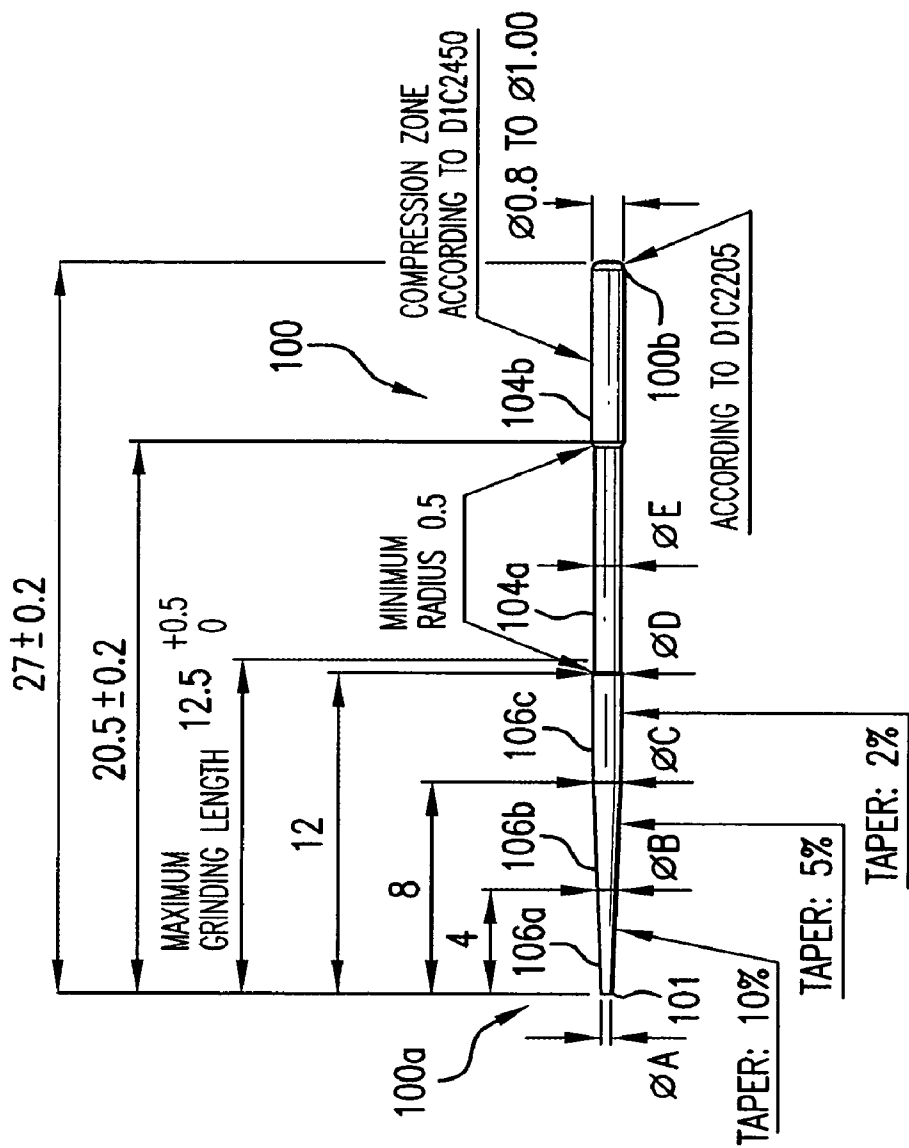 27 ± 0.2
20.5 ± 0.2
MAXIMUM
GRINDING LENGTH 12.5 +0.5
0
12
8
4
100
COMPRESSION ZONE
ACCORDING TO D1C2450
MINIMUM
RADIUS 0.5
Ø0.8 TO Ø1.00
100a
106a
106b
106c
104a
104b
101
100b
ØA
ØB
ØC
ØD
ØE
ACCORDING TO D1C2205
TAPER: 10%
TAPER: 5%
TAPER: 2%